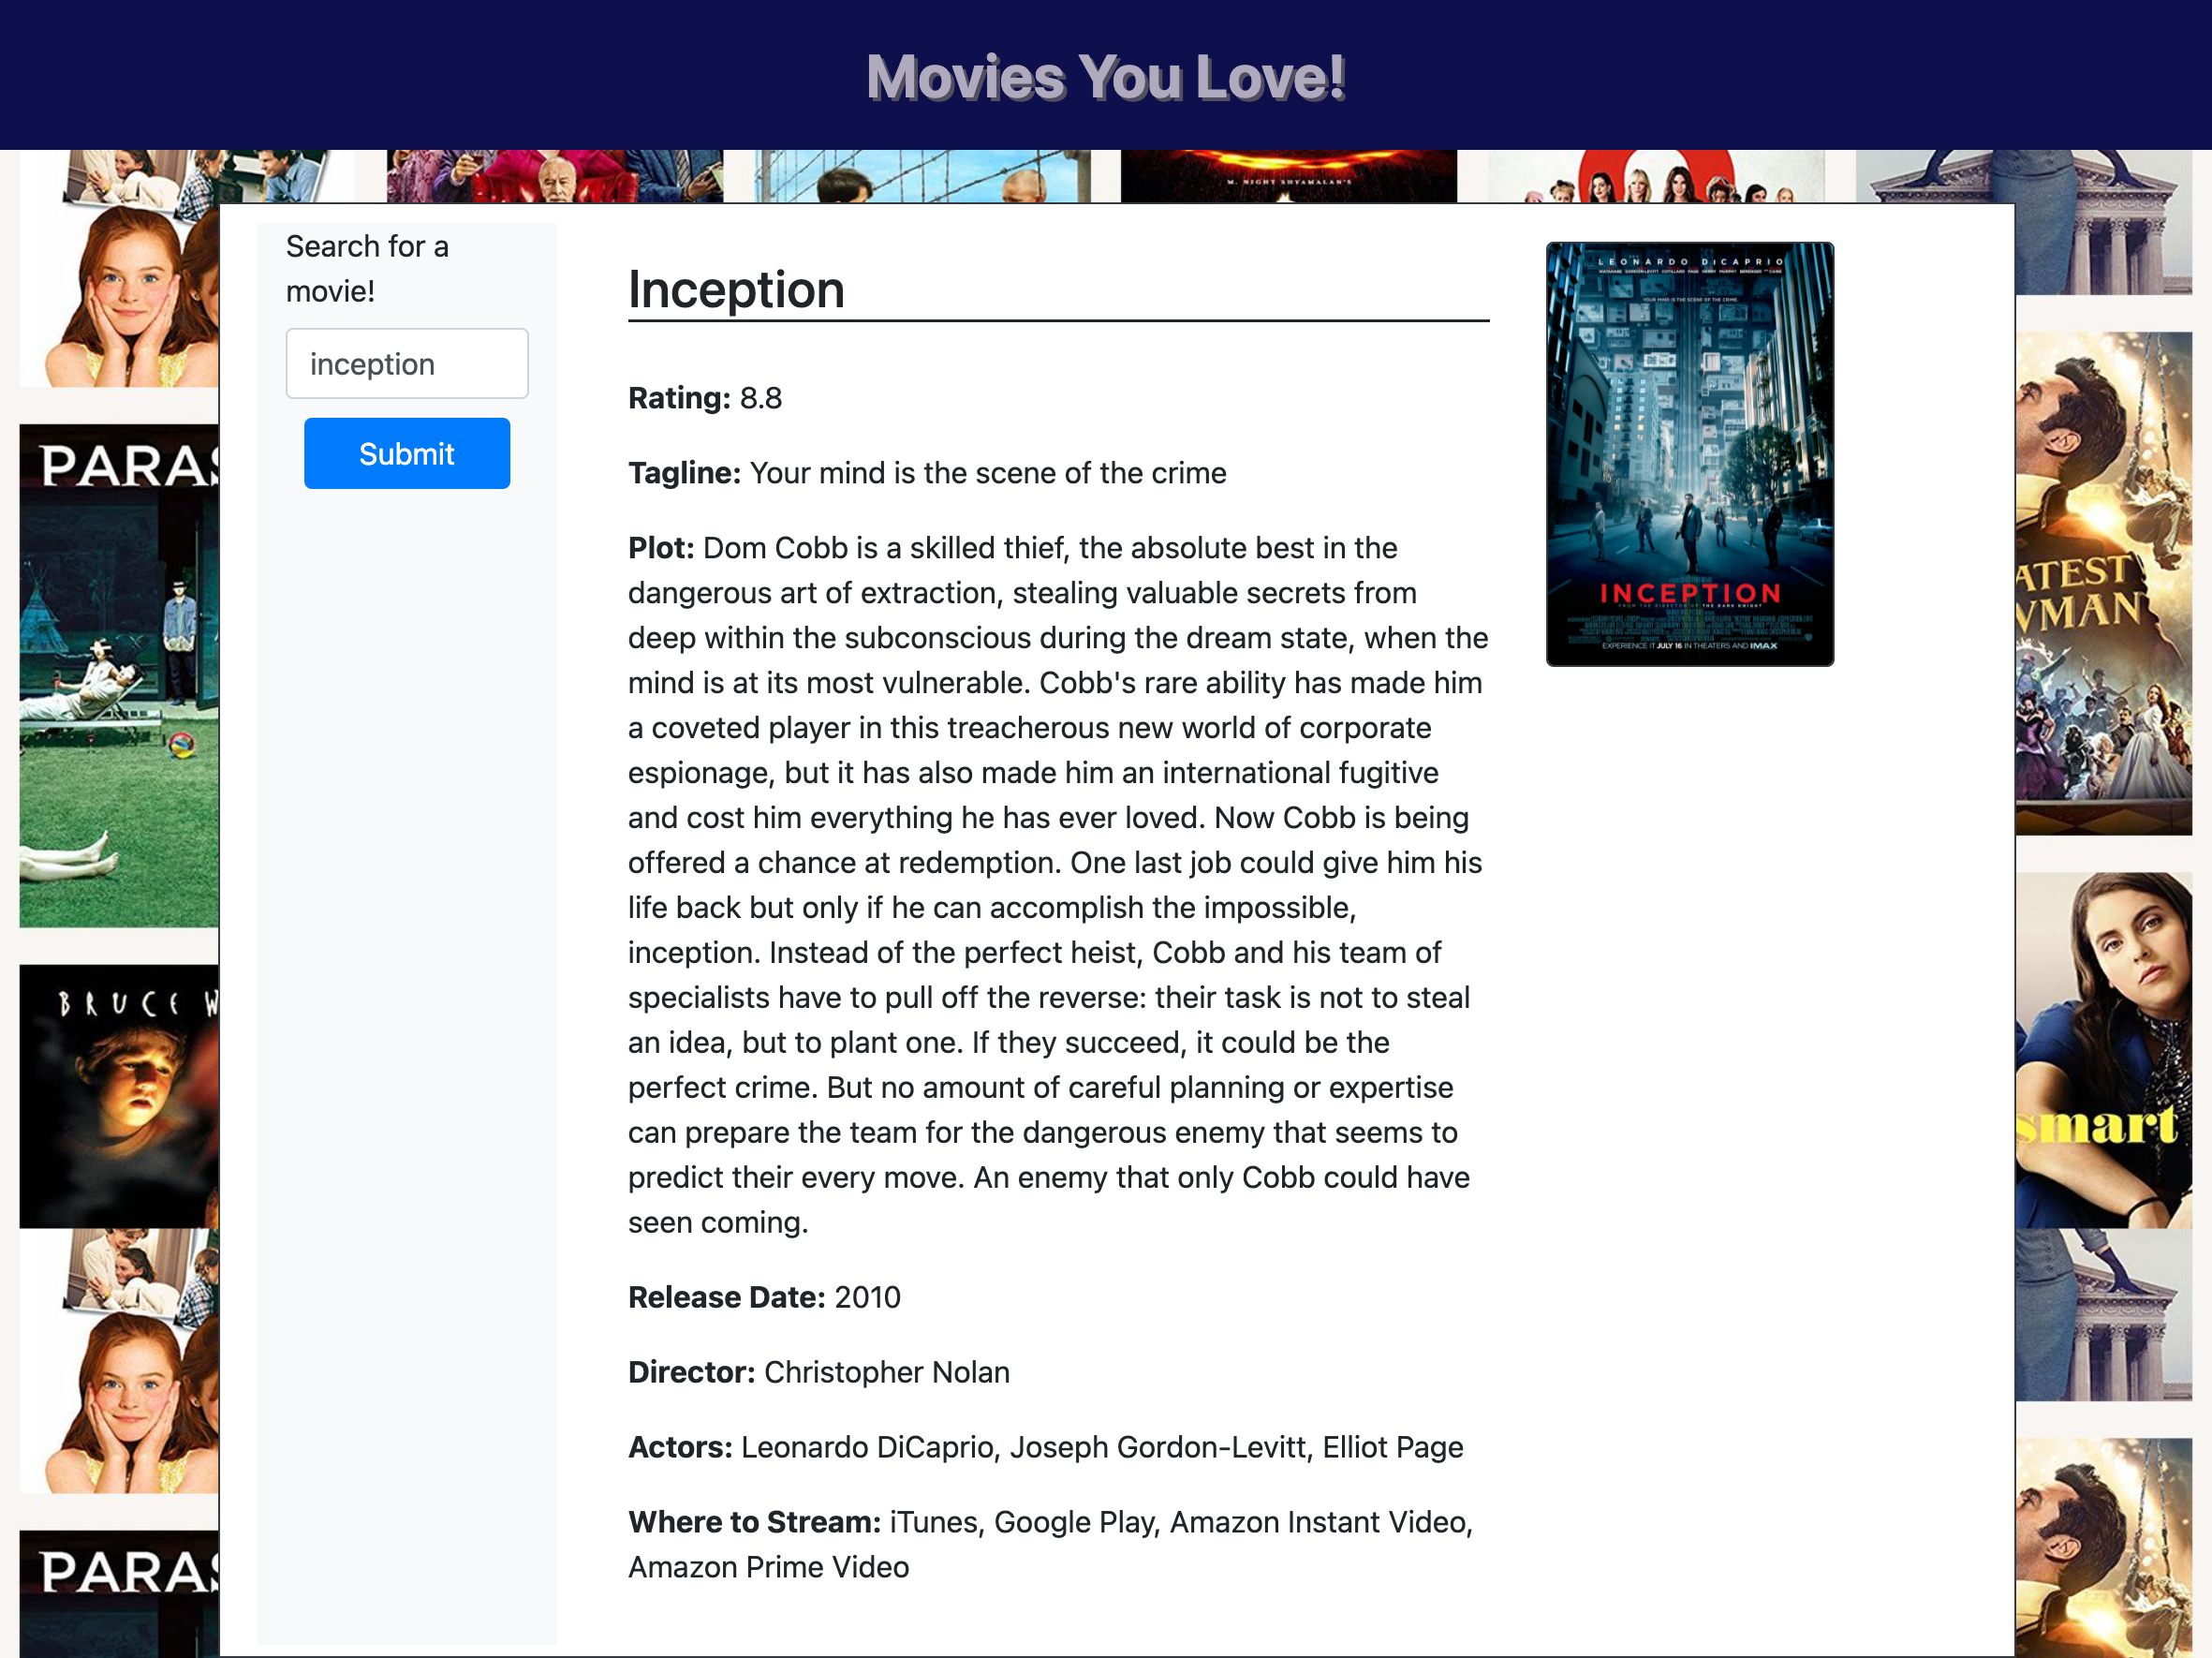 Movies You Love!
M. NIGHT SHYAMALAN'S
Search for a
movie!
inception
Submit
Inception
Rating: 8.8
Tagline: Your mind is the scene of the crime
Plot: Dom Cobb is a skilled thief, the absolute best in the
dangerous art of extraction, stealing valuable secrets from
deep within the subconscious during the dream state, when the
mind is at its most vulnerable. Cobb's rare ability has made him
a coveted player in this treacherous new world of corporate
espionage, but it has also made him an international fugitive
and cost him everything he has ever loved. Now Cobb is being
offered a chance at redemption. One last job could give him his
life back but only if he can accomplish the impossible,
inception. Instead of the perfect heist, Cobb and his team of
specialists have to pull off the reverse: their task is not to steal
an idea, but to plant one. If they succeed, it could be the
perfect crime. But no amount of careful planning or expertise
can prepare the team for the dangerous enemy that seems to
predict their every move. An enemy that only Cobb could have
seen coming.
Release Date: 2010
Director: Christopher Nolan
Actors: Leonardo DiCaprio, Joseph Gordon-Levitt, Elliot Page
Where to Stream: iTunes, Google Play, Amazon Instant Video,
Amazon Prime Video
LEONARDO DICAPRIO
YOUR MIND IS THE SCENE OF THE CRIME.
INCEPTION
FROM THE DIRECTOR OF THE DARK KNIGHT
EXPERIENCE IT JULY 16 IN THEATERS AND IMAX
PARAS
BRUCE W
PARAS
ATEST
WMAN
smart